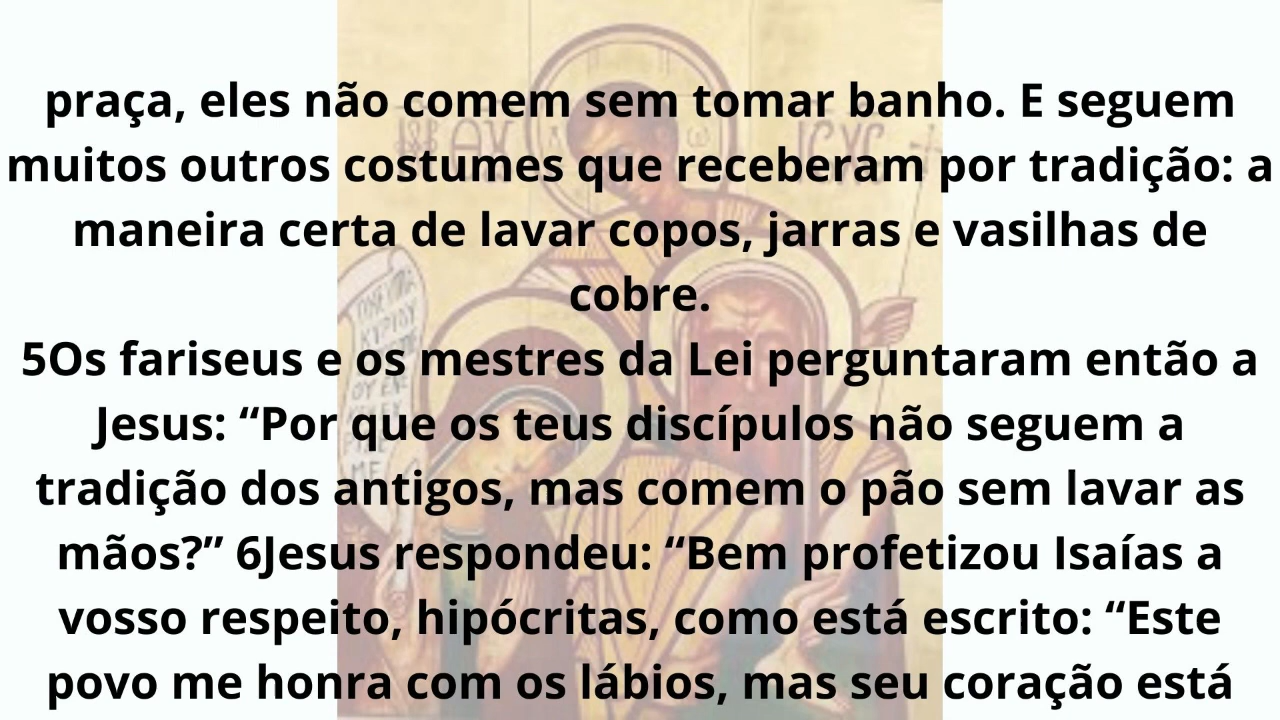 praça, eles não comem sem tomar banho. E seguem
muitos outros costumes que receberam por tradição: a
maneira certa de lavar copos, jarras e vasilhas de
cobre.
5Os fariseus e os mestres da Lei perguntaram então a
Jesus: “Por que os teus discípulos não seguem a
tradição dos antigos, mas comem o pão sem lavar as
mãos?” 6Jesus respondeu: “Bem profetizou Isaías a
vosso respeito, hipócritas, como está escrito: “Este
povo me honra com os lábios, mas seu coração está